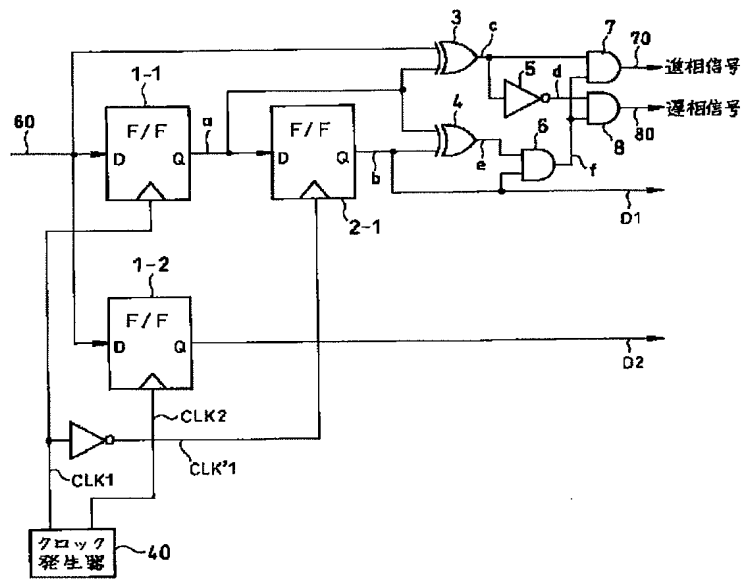 3
c
7
70
進相信号
5
d
1-1
4
遅相信号
60
F/F
a
F/F
6
80
8
D
Q
D
Q
b
e
f
2-1
D1
1-2
F/F
D
Q
D2
CLK2
CLK'1
CLK1
クロック
発生器
40